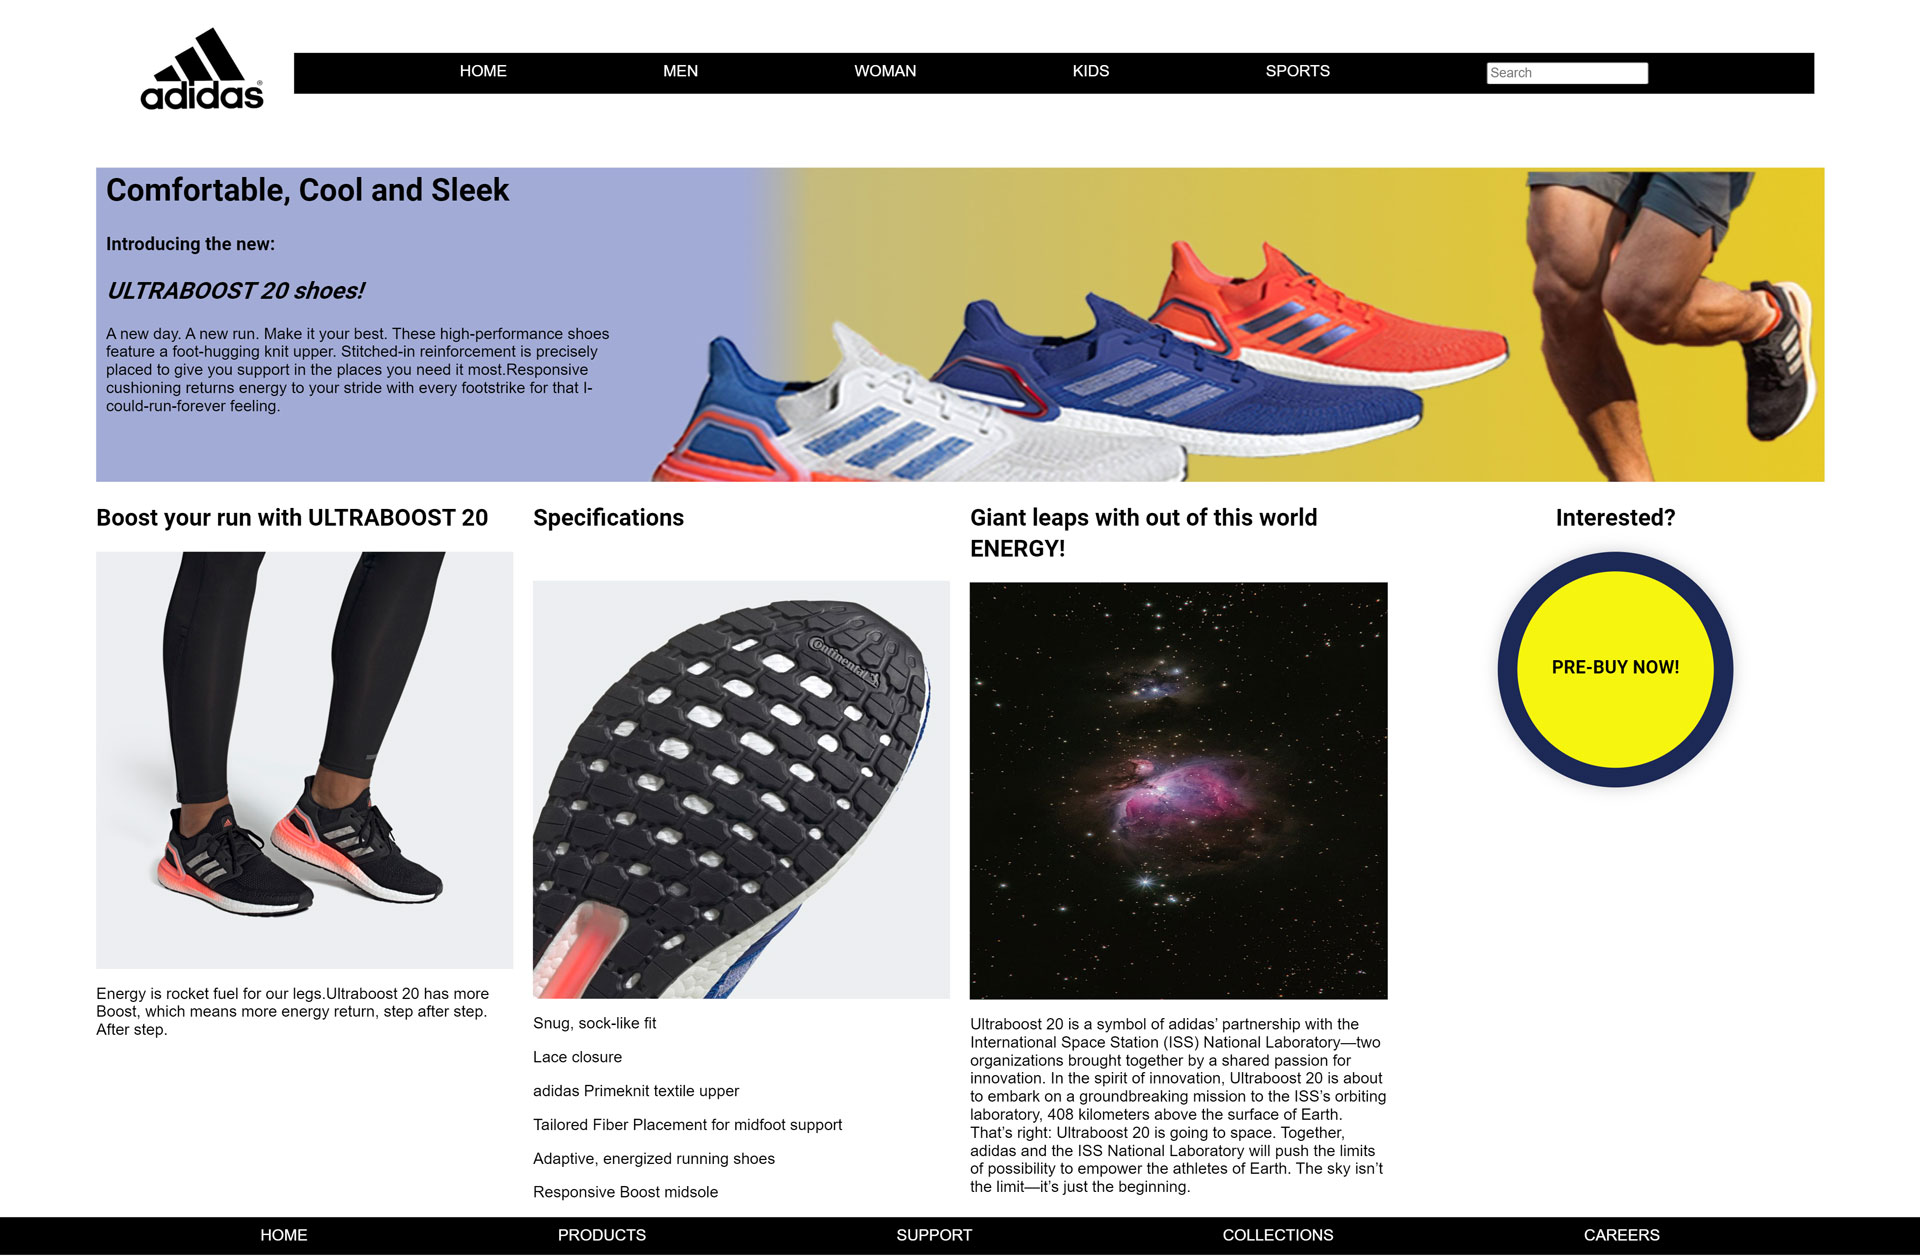 adidas®
HOME MEN WOMAN KIDS SPORTS Search
Comfortable, Cool and Sleek
Introducing the new:
ULTRABOOST 20 shoes!
A new day. A new run. Make it your best. These high-performance shoes
feature a foot-hugging knit upper. Stitched-in reinforcement is precisely
placed to give you support in the places you need it most.Responsive
cushioning returns energy to your stride with every footstrike for that I-
could-run-forever feeling.
Boost your run with ULTRABOOST 20
Energy is rocket fuel for our legs.Ultraboost 20 has more
Boost, which means more energy return, step after step.
After step.
Specifications
Continental
Snug, sock-like fit
Lace closure
adidas Primeknit textile upper
Tailored Fiber Placement for midfoot support
Adaptive, energized running shoes
Responsive Boost midsole
Giant leaps with out of this world
ENERGY!
Ultraboost 20 is a symbol of adidas’ partnership with the
International Space Station (ISS) National Laboratory—two
organizations brought together by a shared passion for
innovation. In the spirit of innovation, Ultraboost 20 is about
to embark on a groundbreaking mission to the ISS’s orbiting
laboratory, 408 kilometers above the surface of Earth.
That’s right: Ultraboost 20 is going to space. Together,
adidas and the ISS National Laboratory will push the limits
of possibility to empower the athletes of Earth. The sky isn’t
the limit—it’s just the beginning.
Interested?
PRE-BUY NOW!
HOME PRODUCTS SUPPORT COLLECTIONS CAREERS